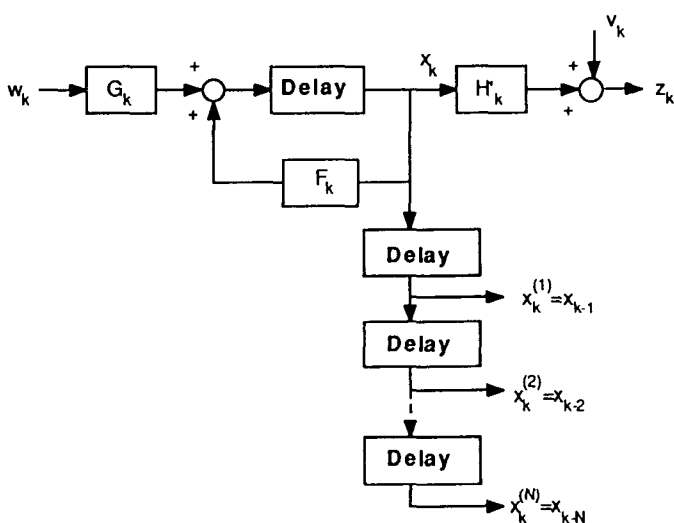 v_k
w_k
G_k
+
+
Delay
x_k
H'_k
+
+
z_k
F_k
Delay
x_k^(1)=x_k-1
Delay
x_k^(2)=x_k-2
Delay
x_k^(N)=x_k-N